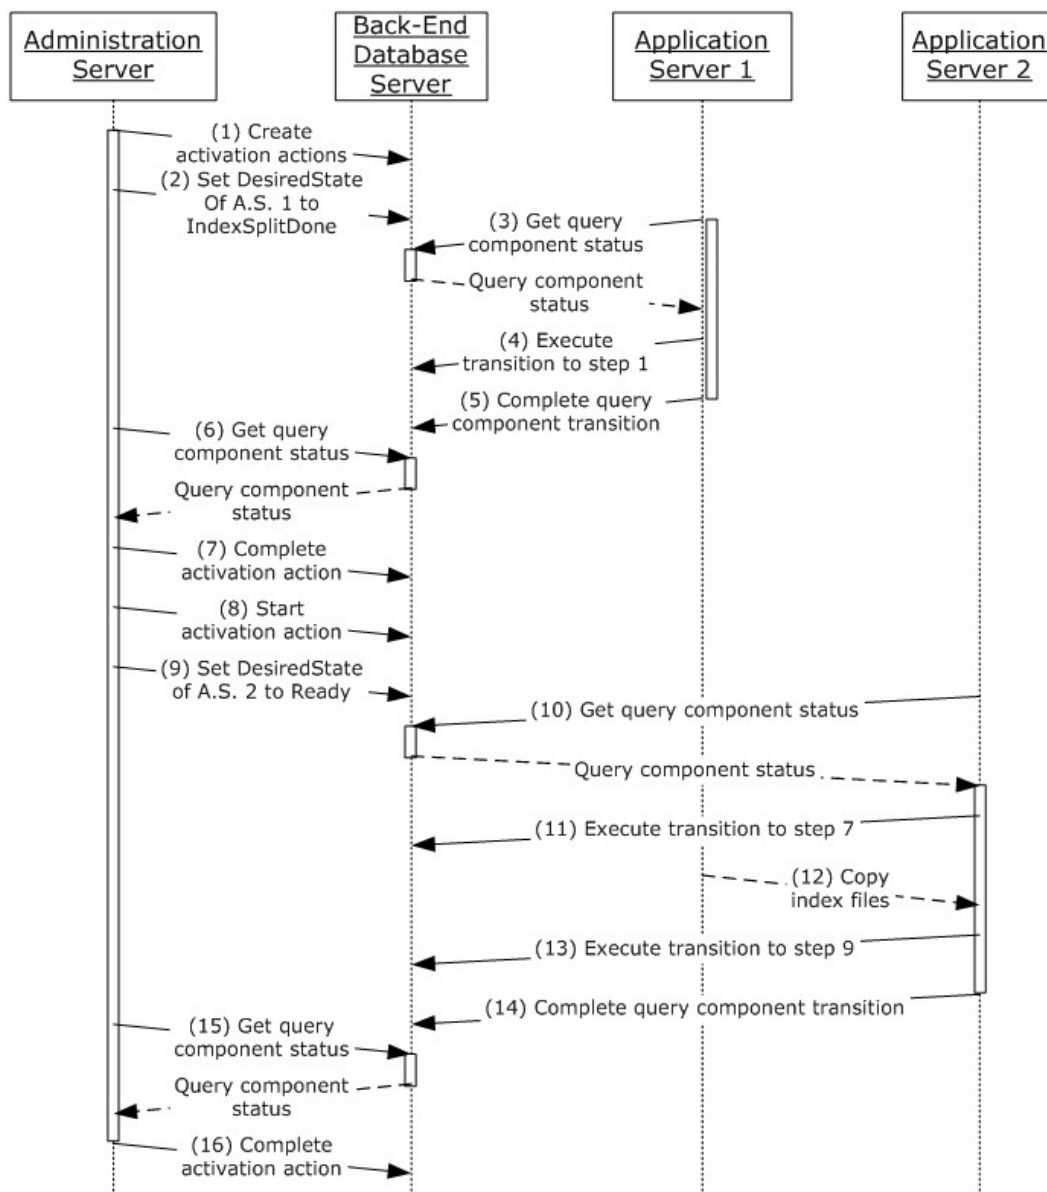 Administration
Server
Back-End
Database
Server
Application
Server 1
Application
Server 2
(1) Create
activation actions
(2) Set DesiredState
Of A.S. 1 to
IndexSplitDone
(3) Get query
component status
Query component
status
(4) Execute
transition to step 1
(5) Complete query
component transition
(6) Get query
component status
Query component
status
(7) Complete
activation action
(8) Start
activation action
(9) Set DesiredState
of A.S. 2 to Ready
(10) Get query component status
Query component status
(11) Execute transition to step 7
(12) Copy
index files
(13) Execute transition to step 9
(14) Complete query component transition
(15) Get query
component status
Query component
status
(16) Complete
activation action